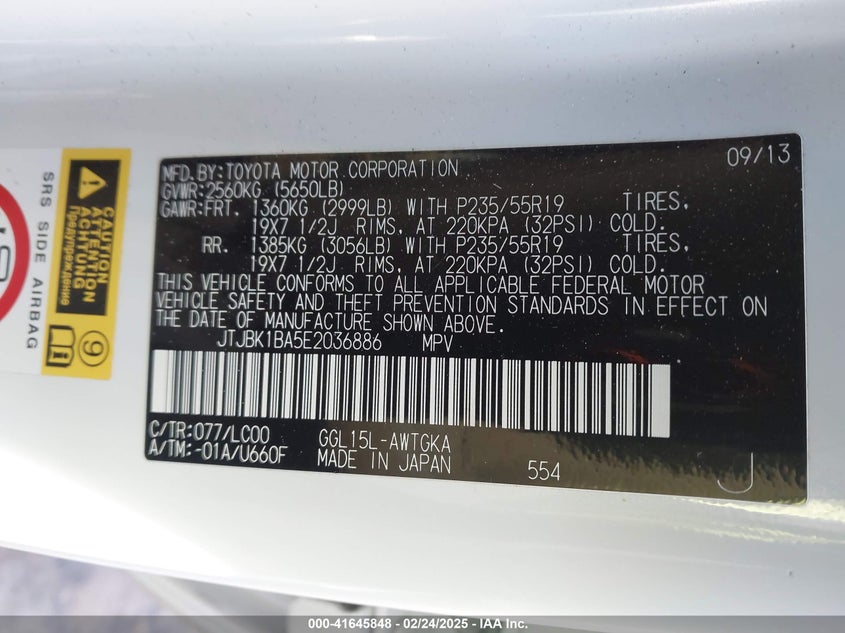 MFD. BY: TOYOTA MOTOR CORPORATION 09/13
GVWR: 2560KG (5650LB)
GAWR: FRT. 1360KG (2999LB) WITH P235/55R19 TIRES,
19X7 1/2J RIMS, AT 220KPA (32PSI) COLD.
RR. 1385KG (3056LB) WITH P235/55R19 TIRES,
19X7 1/2J RIMS, AT 220KPA (32PSI) COLD.
THIS VEHICLE CONFORMS TO ALL APPLICABLE FEDERAL MOTOR
VEHICLE SAFETY AND THEFT PREVENTION STANDARDS IN EFFECT ON
THE DATE OF MANUFACTURE SHOWN ABOVE.
JTJBK1BA5E2036886 MPV
C/TR: 077/LC00 GGL15L-AWTGKA
A/TM: -01A/U660F MADE IN JAPAN 554
J
CAUTION
ATTENTION
ACHTUNG
Предупреждение
9
SRS SIDE AIRBAG
000-41645848 - 02/24/2025 - IAA, Inc.